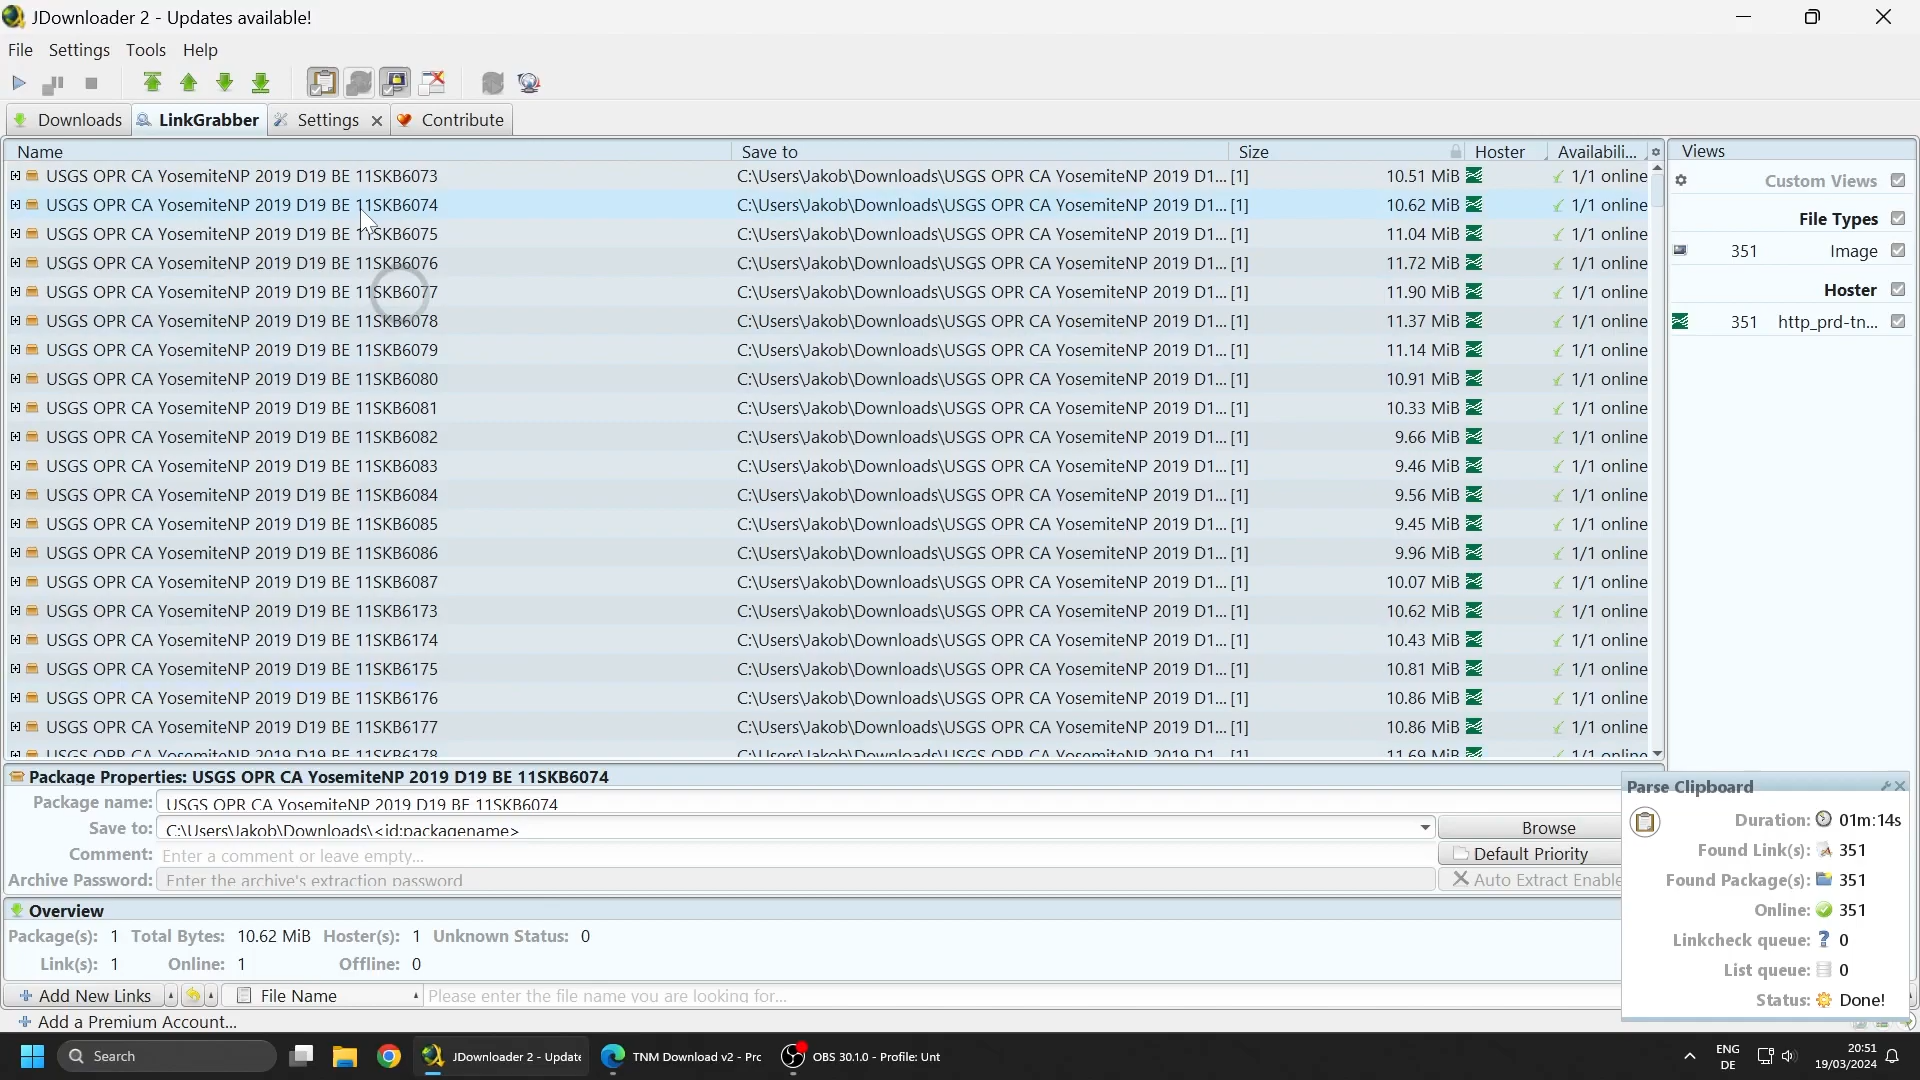 JDownloader 2 - Updates available!
File Settings Tools Help
Downloads LinkGrabber Settings Contribute
Name Save to Size Hoster Availabili...
USGS OPR CA YosemiteNP 2019 D19 BE 11SKB6073 C:\Users\Jakob\Downloads\USGS OPR CA YosemiteNP 2019 D1... [1] 10.51 MiB 1/1 online
USGS OPR CA YosemiteNP 2019 D19 BE 11SKB6074 C:\Users\Jakob\Downloads\USGS OPR CA YosemiteNP 2019 D1... [1] 10.62 MiB 1/1 online
USGS OPR CA YosemiteNP 2019 D19 BE 11SKB6075 C:\Users\Jakob\Downloads\USGS OPR CA YosemiteNP 2019 D1... [1] 11.04 MiB 1/1 online
USGS OPR CA YosemiteNP 2019 D19 BE 11SKB6076 C:\Users\Jakob\Downloads\USGS OPR CA YosemiteNP 2019 D1... [1] 11.72 MiB 1/1 online
USGS OPR CA YosemiteNP 2019 D19 BE 11SKB6077 C:\Users\Jakob\Downloads\USGS OPR CA YosemiteNP 2019 D1... [1] 11.90 MiB 1/1 online
USGS OPR CA YosemiteNP 2019 D19 BE 11SKB6078 C:\Users\Jakob\Downloads\USGS OPR CA YosemiteNP 2019 D1... [1] 11.37 MiB 1/1 online
USGS OPR CA YosemiteNP 2019 D19 BE 11SKB6079 C:\Users\Jakob\Downloads\USGS OPR CA YosemiteNP 2019 D1... [1] 11.14 MiB 1/1 online
USGS OPR CA YosemiteNP 2019 D19 BE 11SKB6080 C:\Users\Jakob\Downloads\USGS OPR CA YosemiteNP 2019 D1... [1] 10.91 MiB 1/1 online
USGS OPR CA YosemiteNP 2019 D19 BE 11SKB6081 C:\Users\Jakob\Downloads\USGS OPR CA YosemiteNP 2019 D1... [1] 10.33 MiB 1/1 online
USGS OPR CA YosemiteNP 2019 D19 BE 11SKB6082 C:\Users\Jakob\Downloads\USGS OPR CA YosemiteNP 2019 D1... [1] 9.66 MiB 1/1 online
USGS OPR CA YosemiteNP 2019 D19 BE 11SKB6083 C:\Users\Jakob\Downloads\USGS OPR CA YosemiteNP 2019 D1... [1] 9.46 MiB 1/1 online
USGS OPR CA YosemiteNP 2019 D19 BE 11SKB6084 C:\Users\Jakob\Downloads\USGS OPR CA YosemiteNP 2019 D1... [1] 9.56 MiB 1/1 online
USGS OPR CA YosemiteNP 2019 D19 BE 11SKB6085 C:\Users\Jakob\Downloads\USGS OPR CA YosemiteNP 2019 D1... [1] 9.45 MiB 1/1 online
USGS OPR CA YosemiteNP 2019 D19 BE 11SKB6086 C:\Users\Jakob\Downloads\USGS OPR CA YosemiteNP 2019 D1... [1] 9.96 MiB 1/1 online
USGS OPR CA YosemiteNP 2019 D19 BE 11SKB6087 C:\Users\Jakob\Downloads\USGS OPR CA YosemiteNP 2019 D1... [1] 10.07 MiB 1/1 online
USGS OPR CA YosemiteNP 2019 D19 BE 11SKB6173 C:\Users\Jakob\Downloads\USGS OPR CA YosemiteNP 2019 D1... [1] 10.62 MiB 1/1 online
USGS OPR CA YosemiteNP 2019 D19 BE 11SKB6174 C:\Users\Jakob\Downloads\USGS OPR CA YosemiteNP 2019 D1... [1] 10.43 MiB 1/1 online
USGS OPR CA YosemiteNP 2019 D19 BE 11SKB6175 C:\Users\Jakob\Downloads\USGS OPR CA YosemiteNP 2019 D1... [1] 10.81 MiB 1/1 online
USGS OPR CA YosemiteNP 2019 D19 BE 11SKB6176 C:\Users\Jakob\Downloads\USGS OPR CA YosemiteNP 2019 D1... [1] 10.86 MiB 1/1 online
USGS OPR CA YosemiteNP 2019 D19 BE 11SKB6177 C:\Users\Jakob\Downloads\USGS OPR CA YosemiteNP 2019 D1... [1] 10.86 MiB 1/1 online
USGS OPR CA YosemiteNP 2019 D19 BE 11SKB6178 C:\Users\Jakob\Downloads\USGS OPR CA YosemiteNP 2019 D1... [1] 11.69 MiB 1/1 online
Views
Custom Views
File Types
351 Image
Hoster
351 http_prd-tn...
Package Properties: USGS OPR CA YosemiteNP 2019 D19 BE 11SKB6074
Package name: USGS OPR CA YosemiteNP 2019 D19 BE 11SKB6074
Save to: C:\Users\Jakob\Downloads\<jd:packagename> Browse
Comment: Enter a comment or leave empty... Default Priority
Archive Password: Enter the archive's extraction password Auto Extract Enable
Overview
Package(s): 1 Total Bytes: 10.62 MiB Hoster(s): 1 Unknown Status: 0
Link(s): 1 Online: 1 Offline: 0
Add New Links File Name Please enter the file name you are looking for...
Add a Premium Account...
Parse Clipboard
Duration: 01m:14s
Found Link(s): 351
Found Package(s): 351
Online: 351
Linkcheck queue: ? 0
List queue: 0
Status: Done!
Search JDownloader 2 - Update TNM Download v2 - Prc OBS 30.1.0 - Profile: Unt
ENG
DE
20:51
19/03/2024